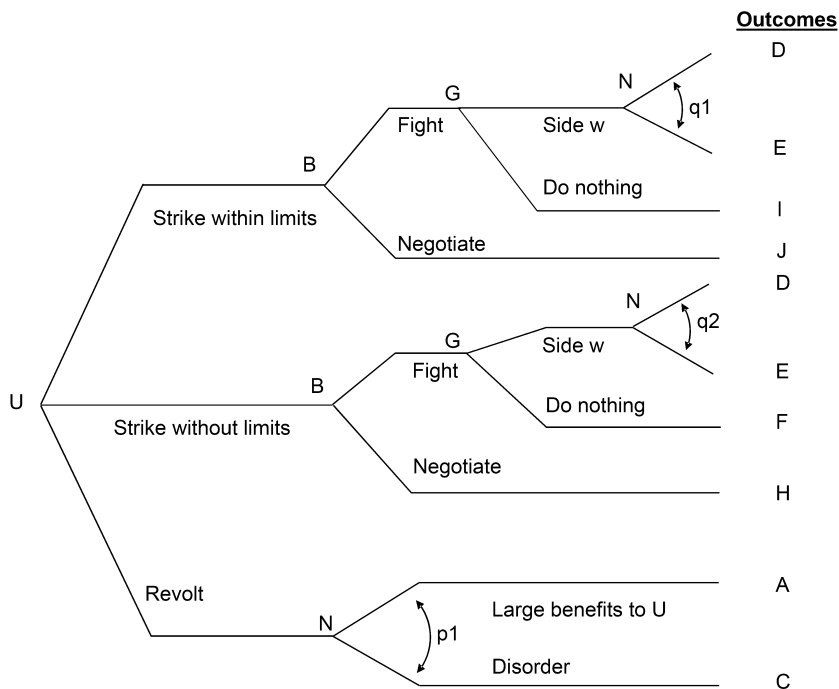 Outcomes
D
N
G
q1
Fight
Side w
E
B
Do nothing
I
Strike within limits
Negotiate
J
D
N
q2
G
Side w
Fight
E
B
U
Do nothing
F
Strike without limits
Negotiate
H
A
Revolt
Large benefits to U
N
p1
Disorder
C